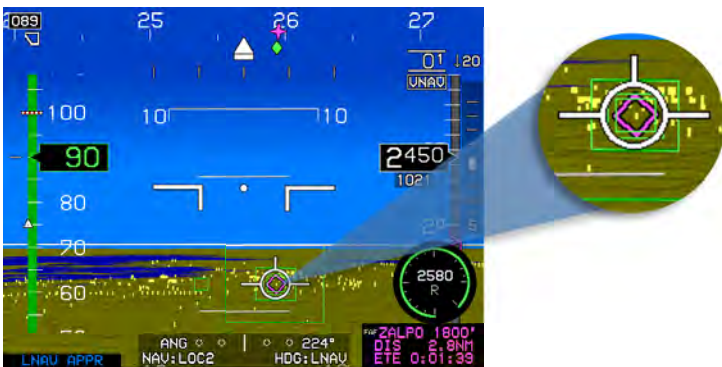 089
25 26 27
0¹ 120
VNAV
100
10 10
90
2450
1021
80
70
2580
R
60
FAF ZALPO 1800'
ANG 224°
DIS 2.8NM
NAV:LOC2 HDG:LNAV
ETE 0:01:39
LNAV APPR